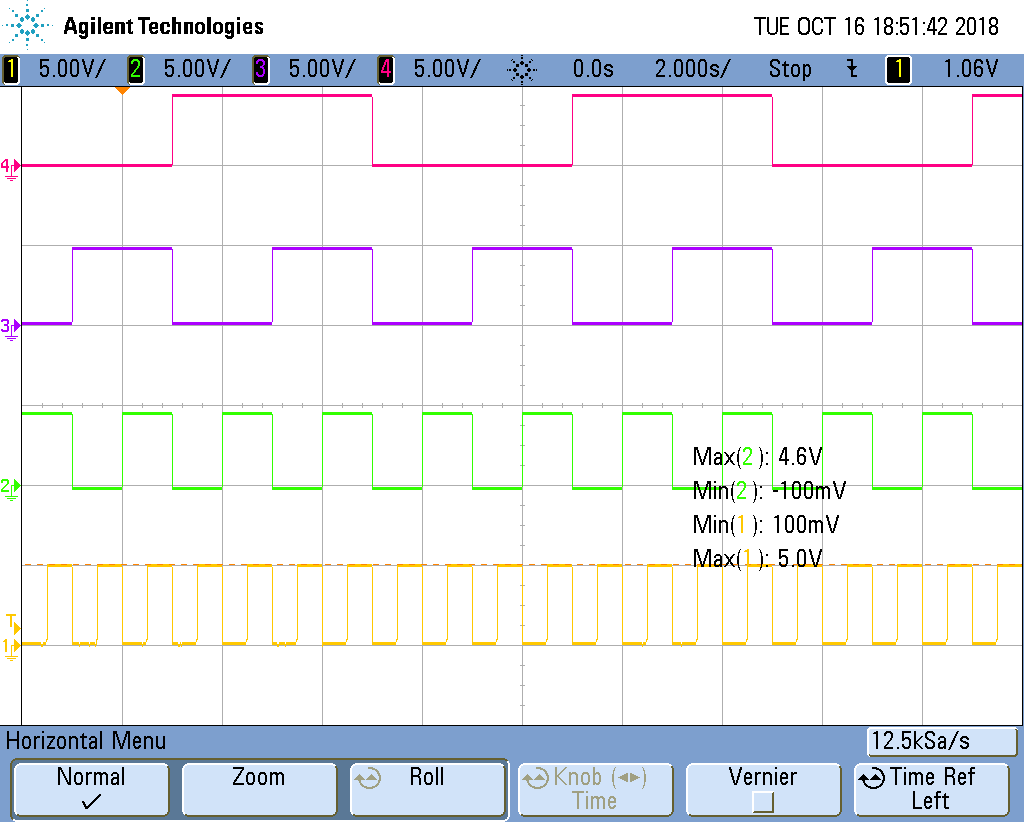 Agilent Technologies TUE OCT 16 18:51:42 2018
1 5.00V/ 2 5.00V/ 3 5.00V/ 4 5.00V/ 0.0s 2.000s/ Stop 1 1.06V
4
3
2
Max(2): 4.6V
Min(2): -100mV
Min(1): 100mV
Max(1): 5.0V
T
1
Horizontal Menu 12.5kSa/s
Normal Zoom Roll Knob (◄►) Vernier Time Ref
Time Left